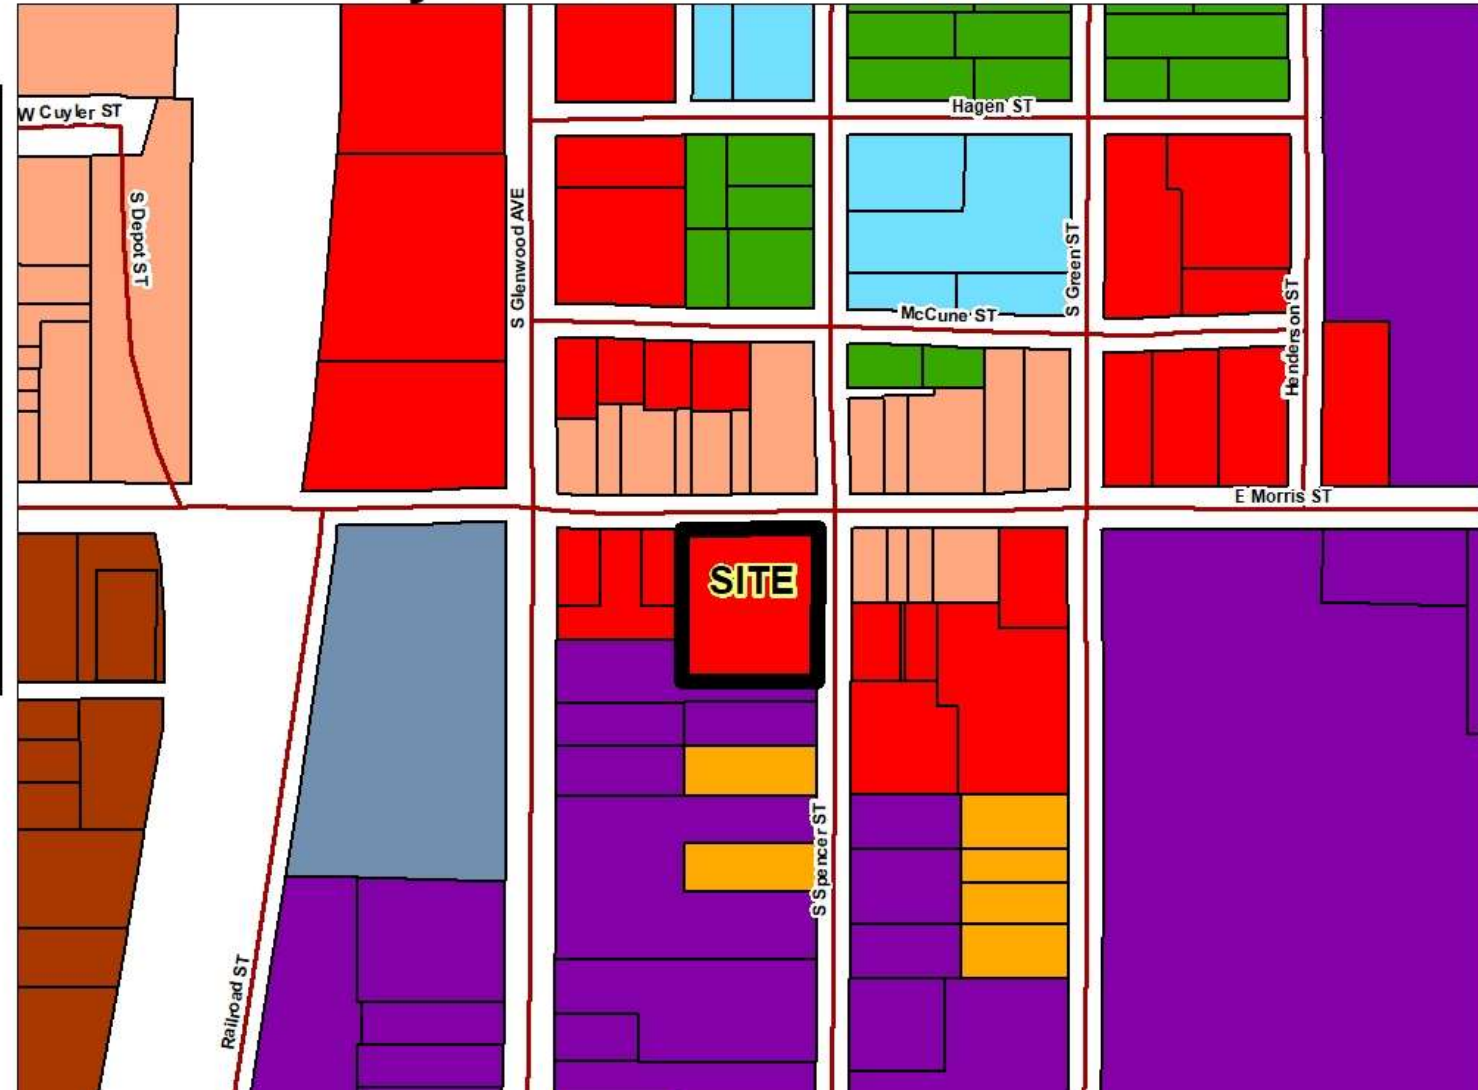 Hagen ST
W Cuyler ST
S Depot ST
S Glenwood AVE
S Green ST
McCune ST
Henderson ST
E Morris ST
SITE
S Spencer ST
Railroad ST